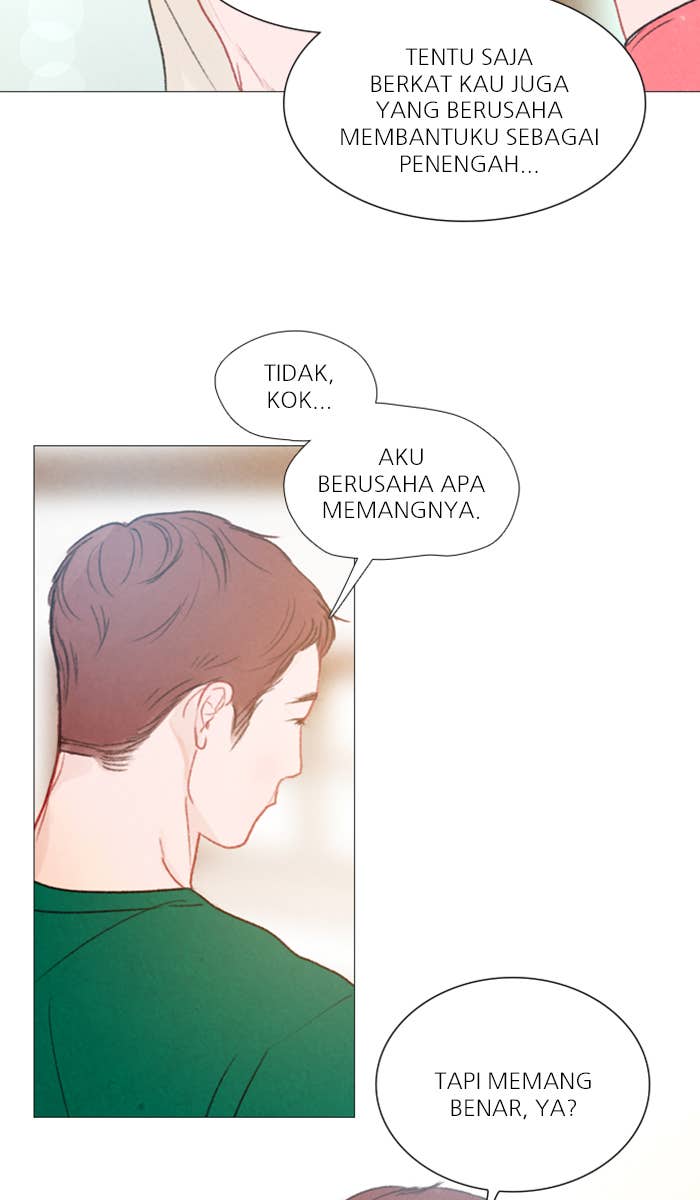 TENTU SAJA
BERKAT KAU JUGA
YANG BERUSAHA
MEMBANTUKU SEBAGAI
PENENGAH...
TIDAK,
KOK...
AKU
BERUSAHA APA
MEMANGNYA.
TAPI MEMANG
BENAR, YA?